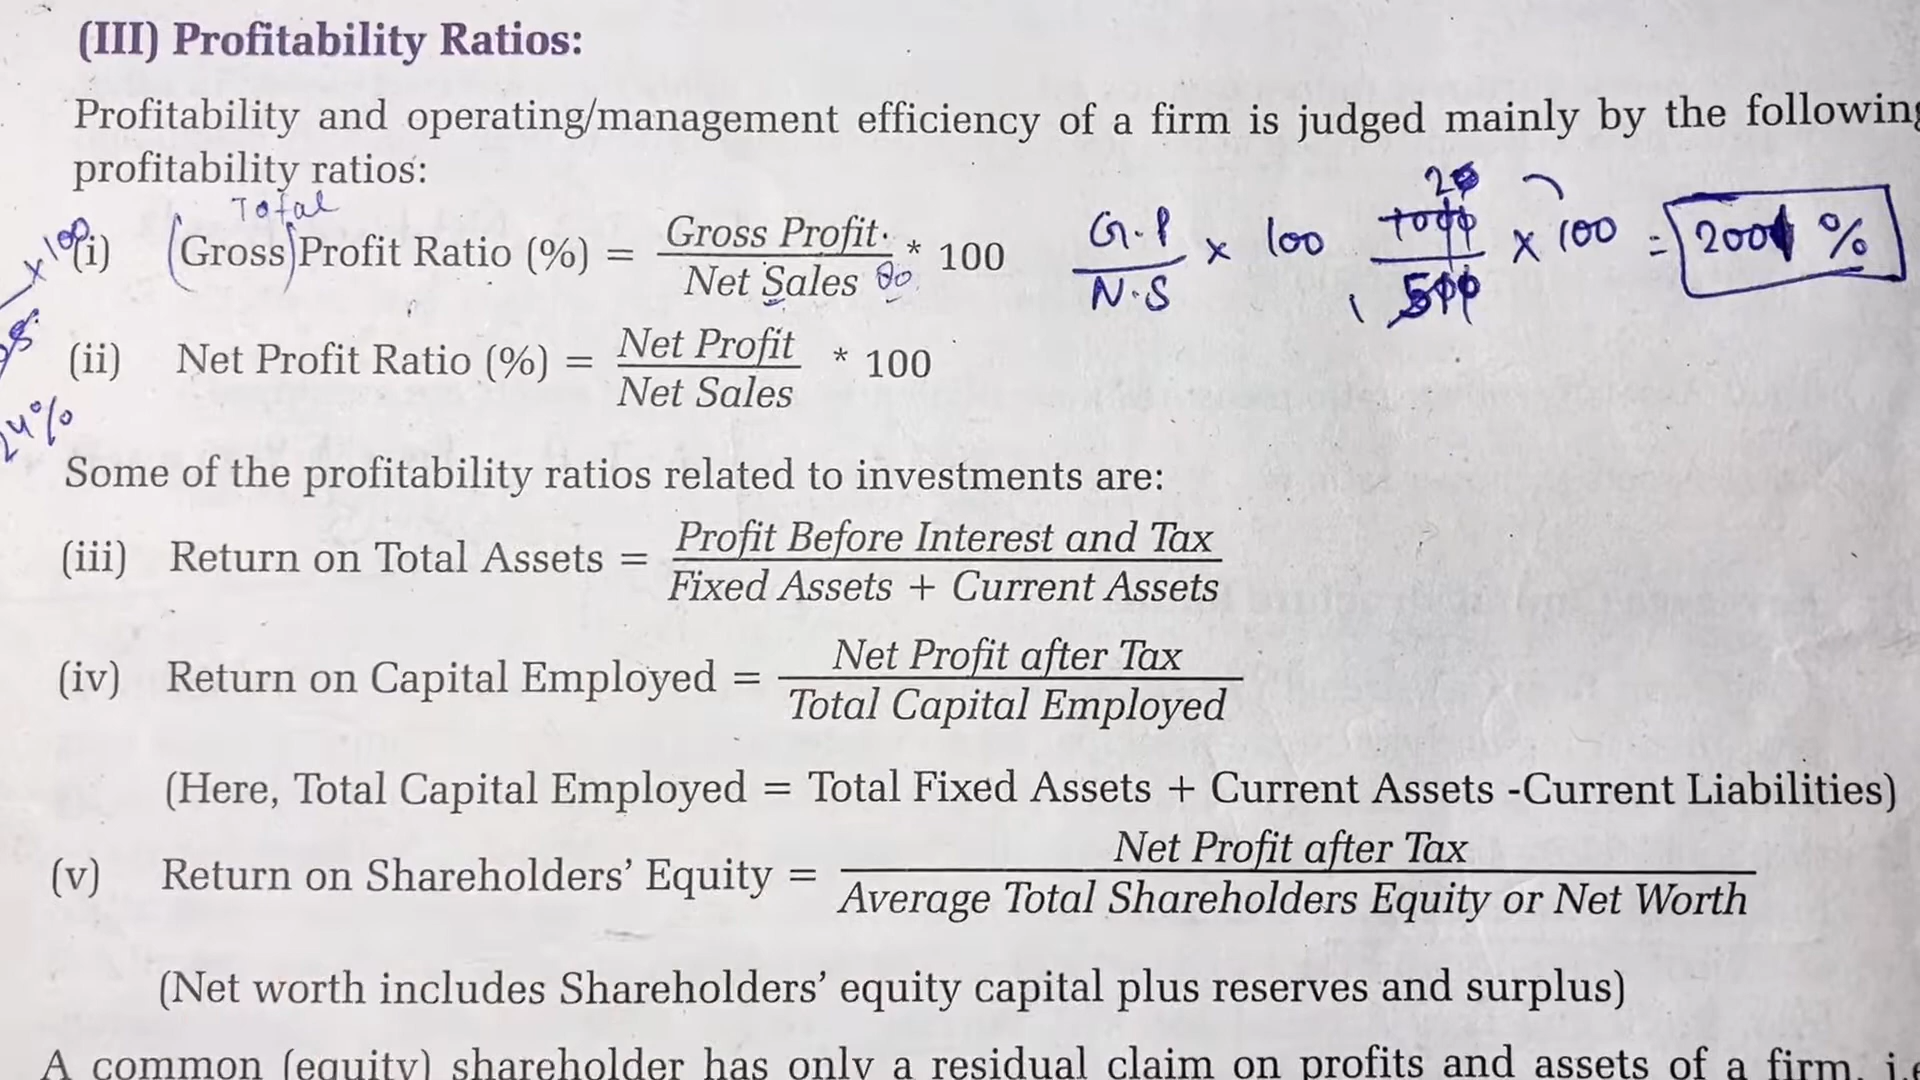 (III) Profitability Ratios:
Profitability and operating/management efficiency of a firm is judged mainly by the following
profitability ratios:
Total
(i) (Gross) Profit Ratio (%) = Gross Profit / Net Sales * 100
G.P / N.S x 100
1000 / 500 x 100 = 200 %
x 100
(ii) Net Profit Ratio (%) = Net Profit / Net Sales * 100
24%
Some of the profitability ratios related to investments are:
(iii) Return on Total Assets = Profit Before Interest and Tax / Fixed Assets + Current Assets
(iv) Return on Capital Employed = Net Profit after Tax / Total Capital Employed
(Here, Total Capital Employed = Total Fixed Assets + Current Assets -Current Liabilities)
(v) Return on Shareholders' Equity = Net Profit after Tax / Average Total Shareholders Equity or Net Worth
(Net worth includes Shareholders' equity capital plus reserves and surplus)
A common (equity) shareholder has only a residual claim on profits and assets of a firm, i.e